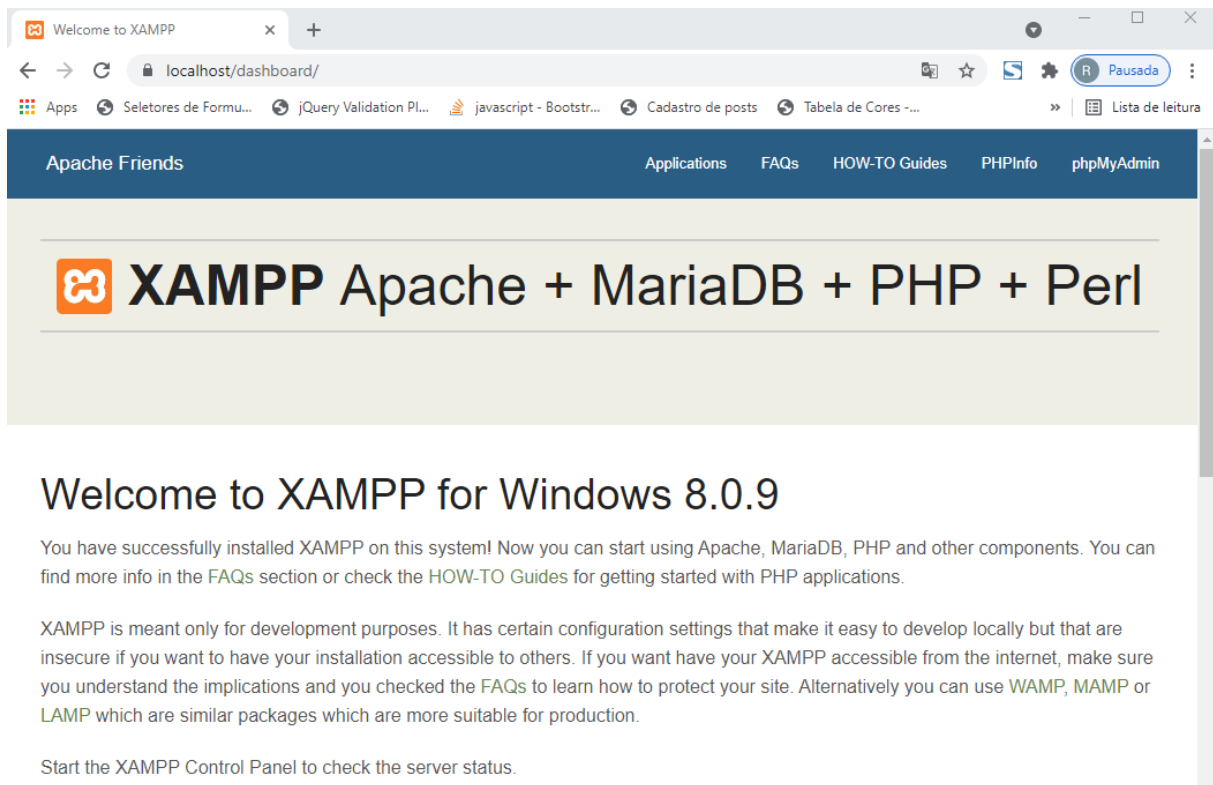 Welcome to XAMPP
localhost/dashboard/
R Pausada
Apps Seletores de Formu... jQuery Validation Pl... javascript - Bootstr... Cadastro de posts Tabela de Cores -... » Lista de leitura
Apache Friends Applications FAQs HOW-TO Guides PHPInfo phpMyAdmin
XAMPP Apache + MariaDB + PHP + Perl
Welcome to XAMPP for Windows 8.0.9
You have successfully installed XAMPP on this system! Now you can start using Apache, MariaDB, PHP and other components. You can
find more info in the FAQs section or check the HOW-TO Guides for getting started with PHP applications.
XAMPP is meant only for development purposes. It has certain configuration settings that make it easy to develop locally but that are
insecure if you want to have your installation accessible to others. If you want have your XAMPP accessible from the internet, make sure
you understand the implications and you checked the FAQs to learn how to protect your site. Alternatively you can use WAMP, MAMP or
LAMP which are similar packages which are more suitable for production.
Start the XAMPP Control Panel to check the server status.